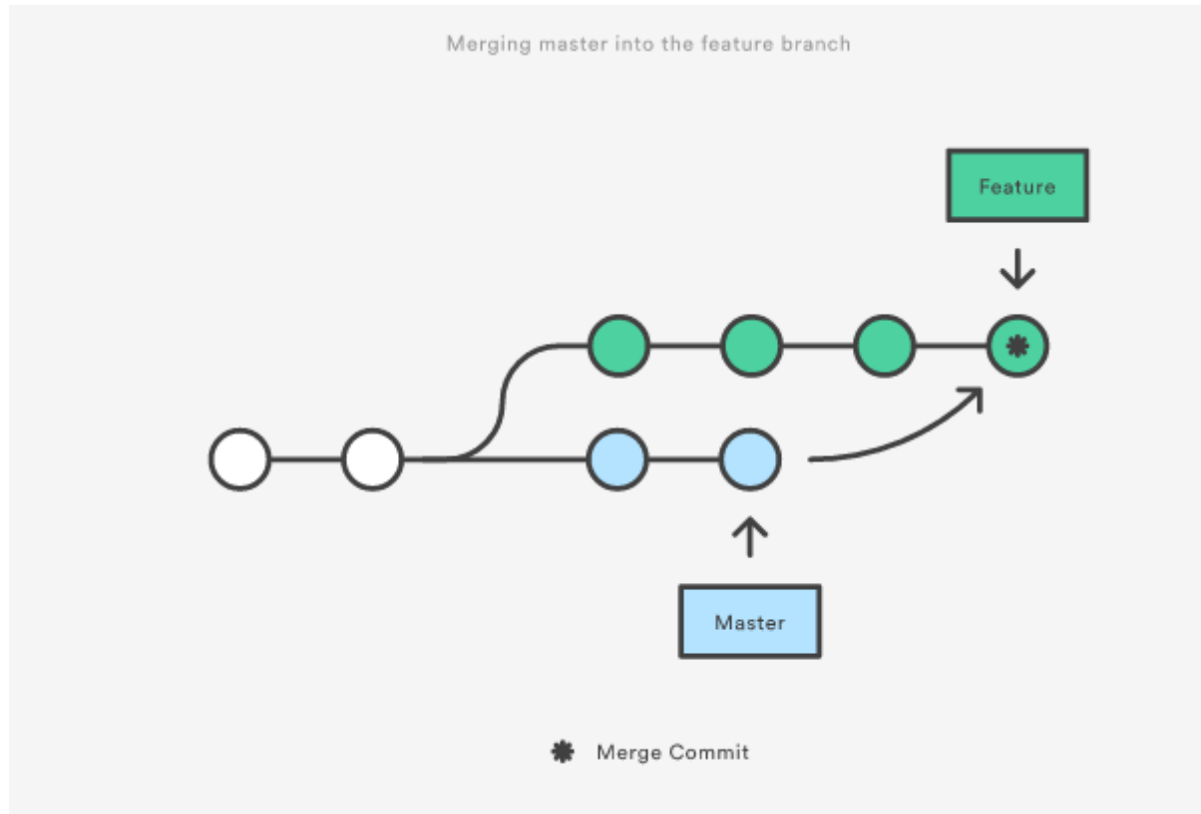 Merging master into the feature branch
Feature
Master
Merge Commit